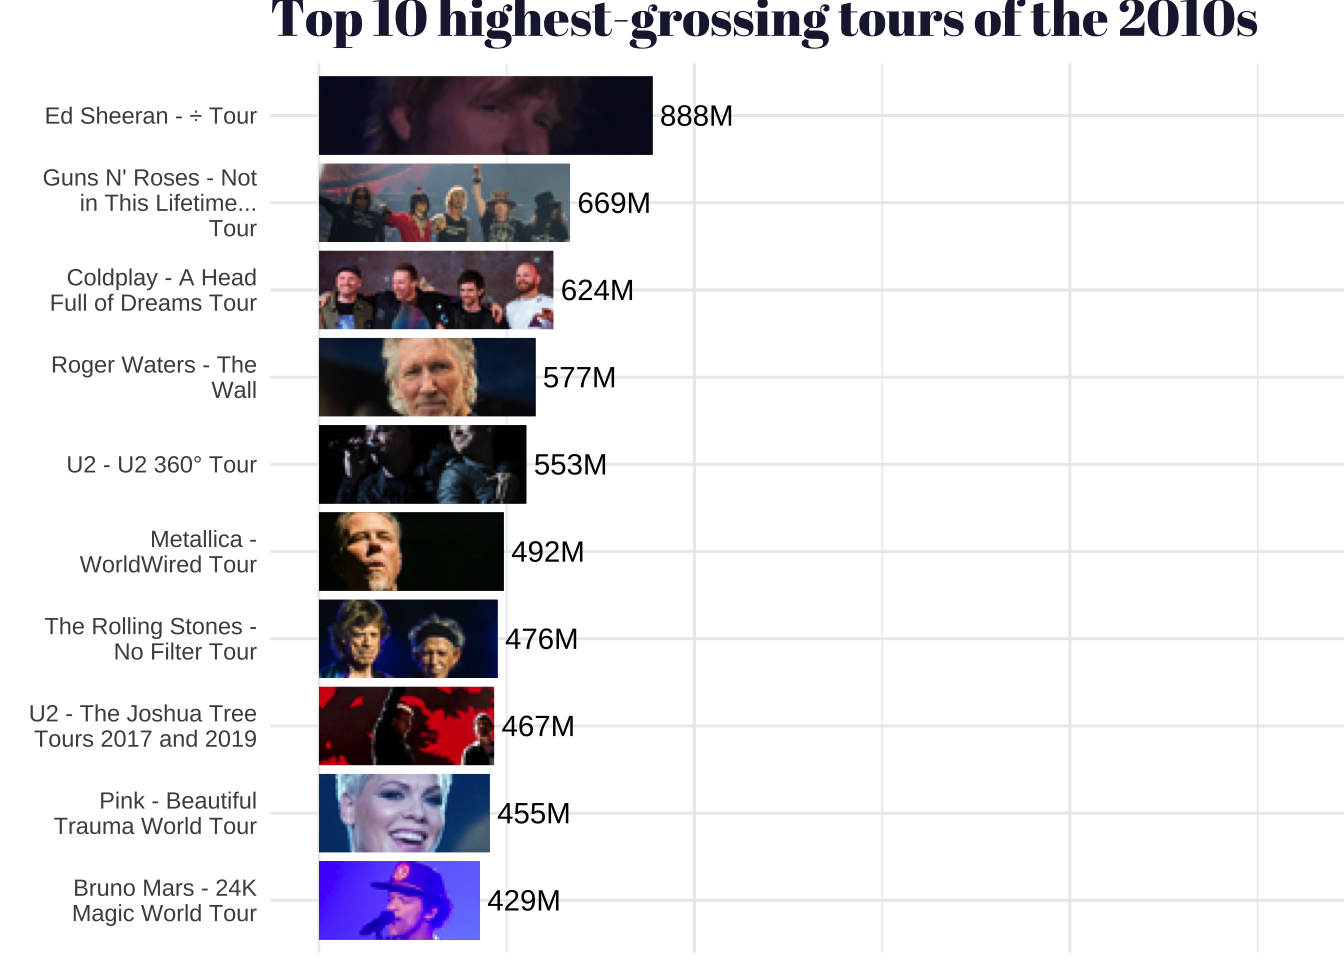 Top 10 highest-grossing tours of the 2010s
Ed Sheeran - ÷ Tour
888M
Guns N' Roses - Not
in This Lifetime...
Tour
669M
Coldplay - A Head
Full of Dreams Tour
624M
Roger Waters - The
Wall
577M
U2 - U2 360° Tour
553M
Metallica -
WorldWired Tour
492M
The Rolling Stones -
No Filter Tour
476M
U2 - The Joshua Tree
Tours 2017 and 2019
467M
Pink - Beautiful
Trauma World Tour
455M
Bruno Mars - 24K
Magic World Tour
429M